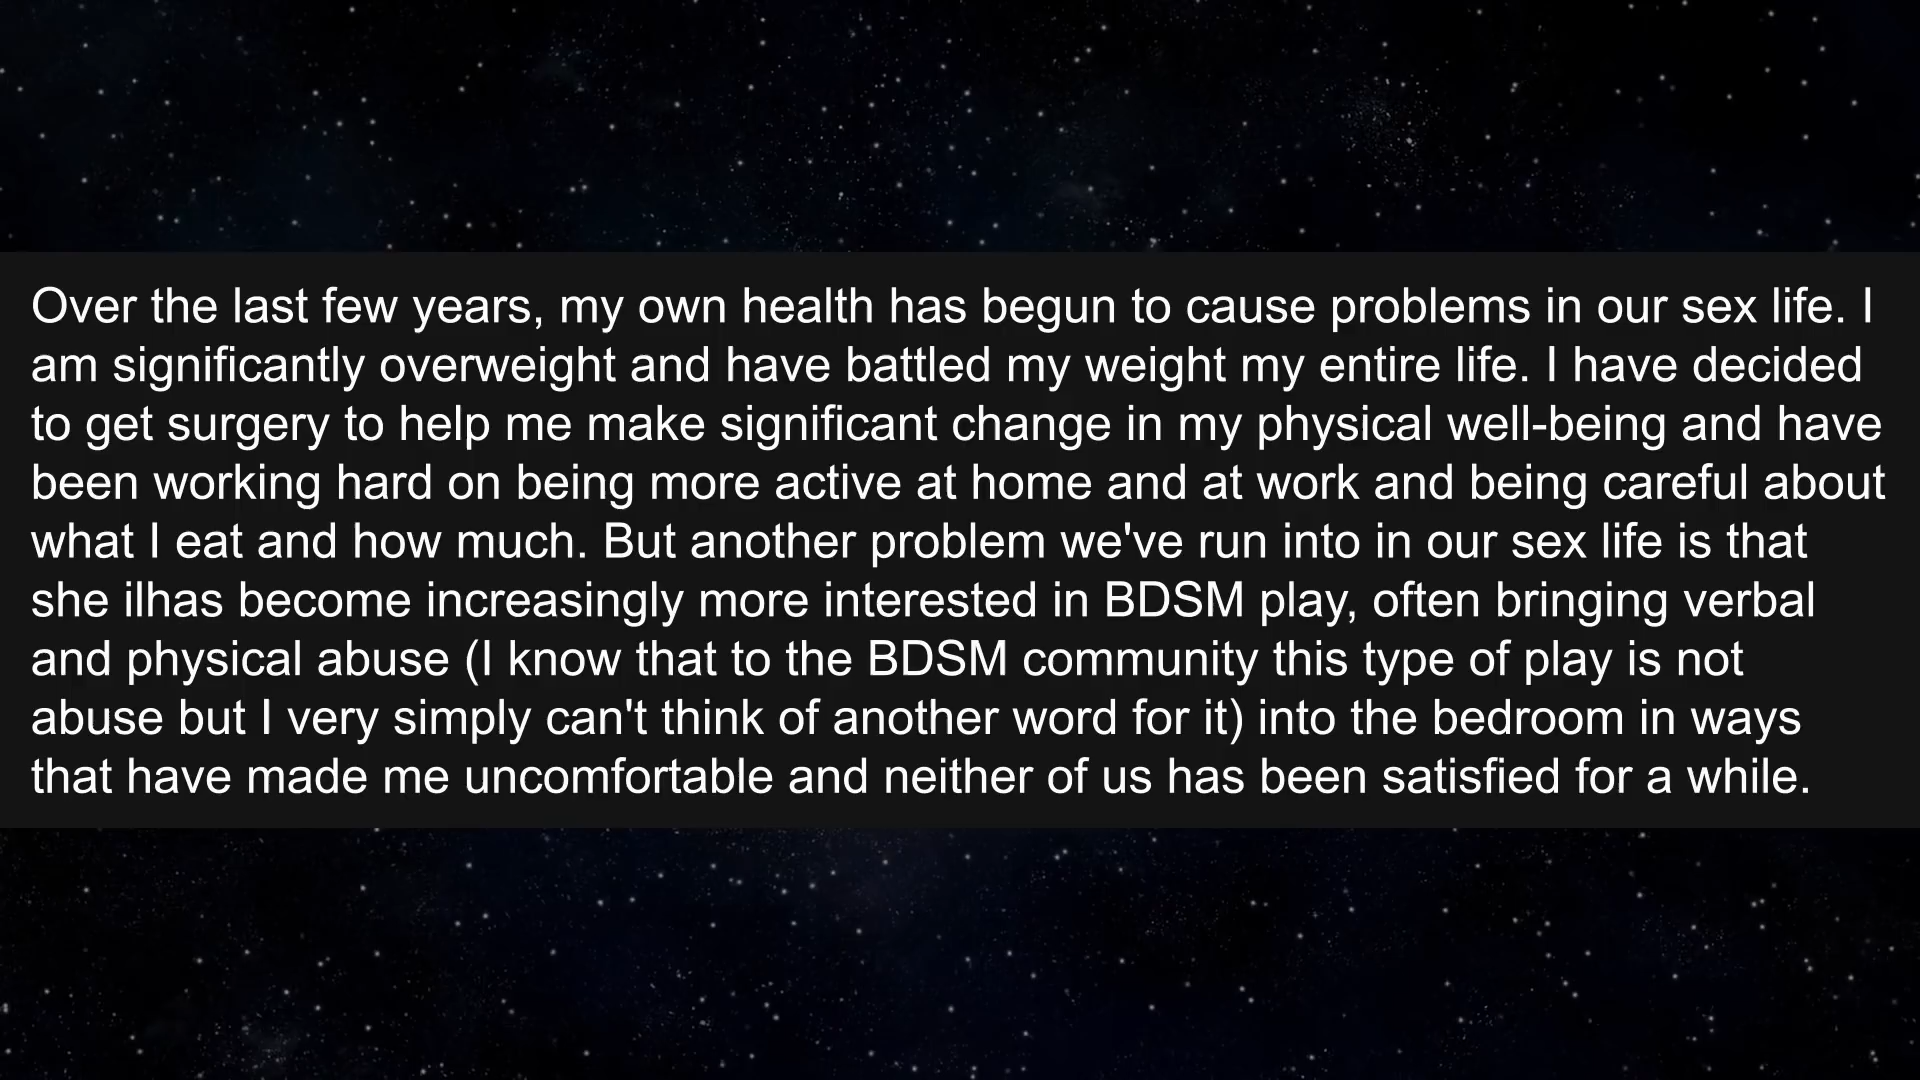 Over the last few years, my own health has begun to cause problems in our sex life. I
am significantly overweight and have battled my weight my entire life. I have decided
to get surgery to help me make significant change in my physical well-being and have
been working hard on being more active at home and at work and being careful about
what I eat and how much. But another problem we've run into in our sex life is that
she ilhas become increasingly more interested in BDSM play, often bringing verbal
and physical abuse (I know that to the BDSM community this type of play is not
abuse but I very simply can't think of another word for it) into the bedroom in ways
that have made me uncomfortable and neither of us has been satisfied for a while.